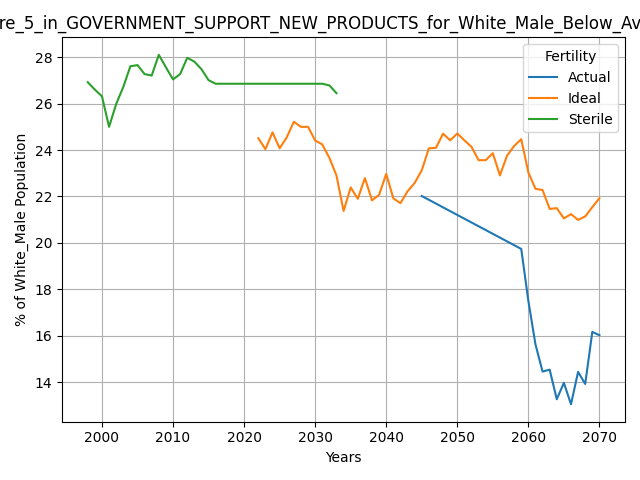 re_5_in_GOVERNMENT_SUPPORT_NEW_PRODUCTS_for_White_Male_Below_Av
Fertility
Actual
Ideal
Sterile
% of White_Male Population
28
26
24
22
20
18
16
14
2000 2010 2020 2030 2040 2050 2060 2070
Years